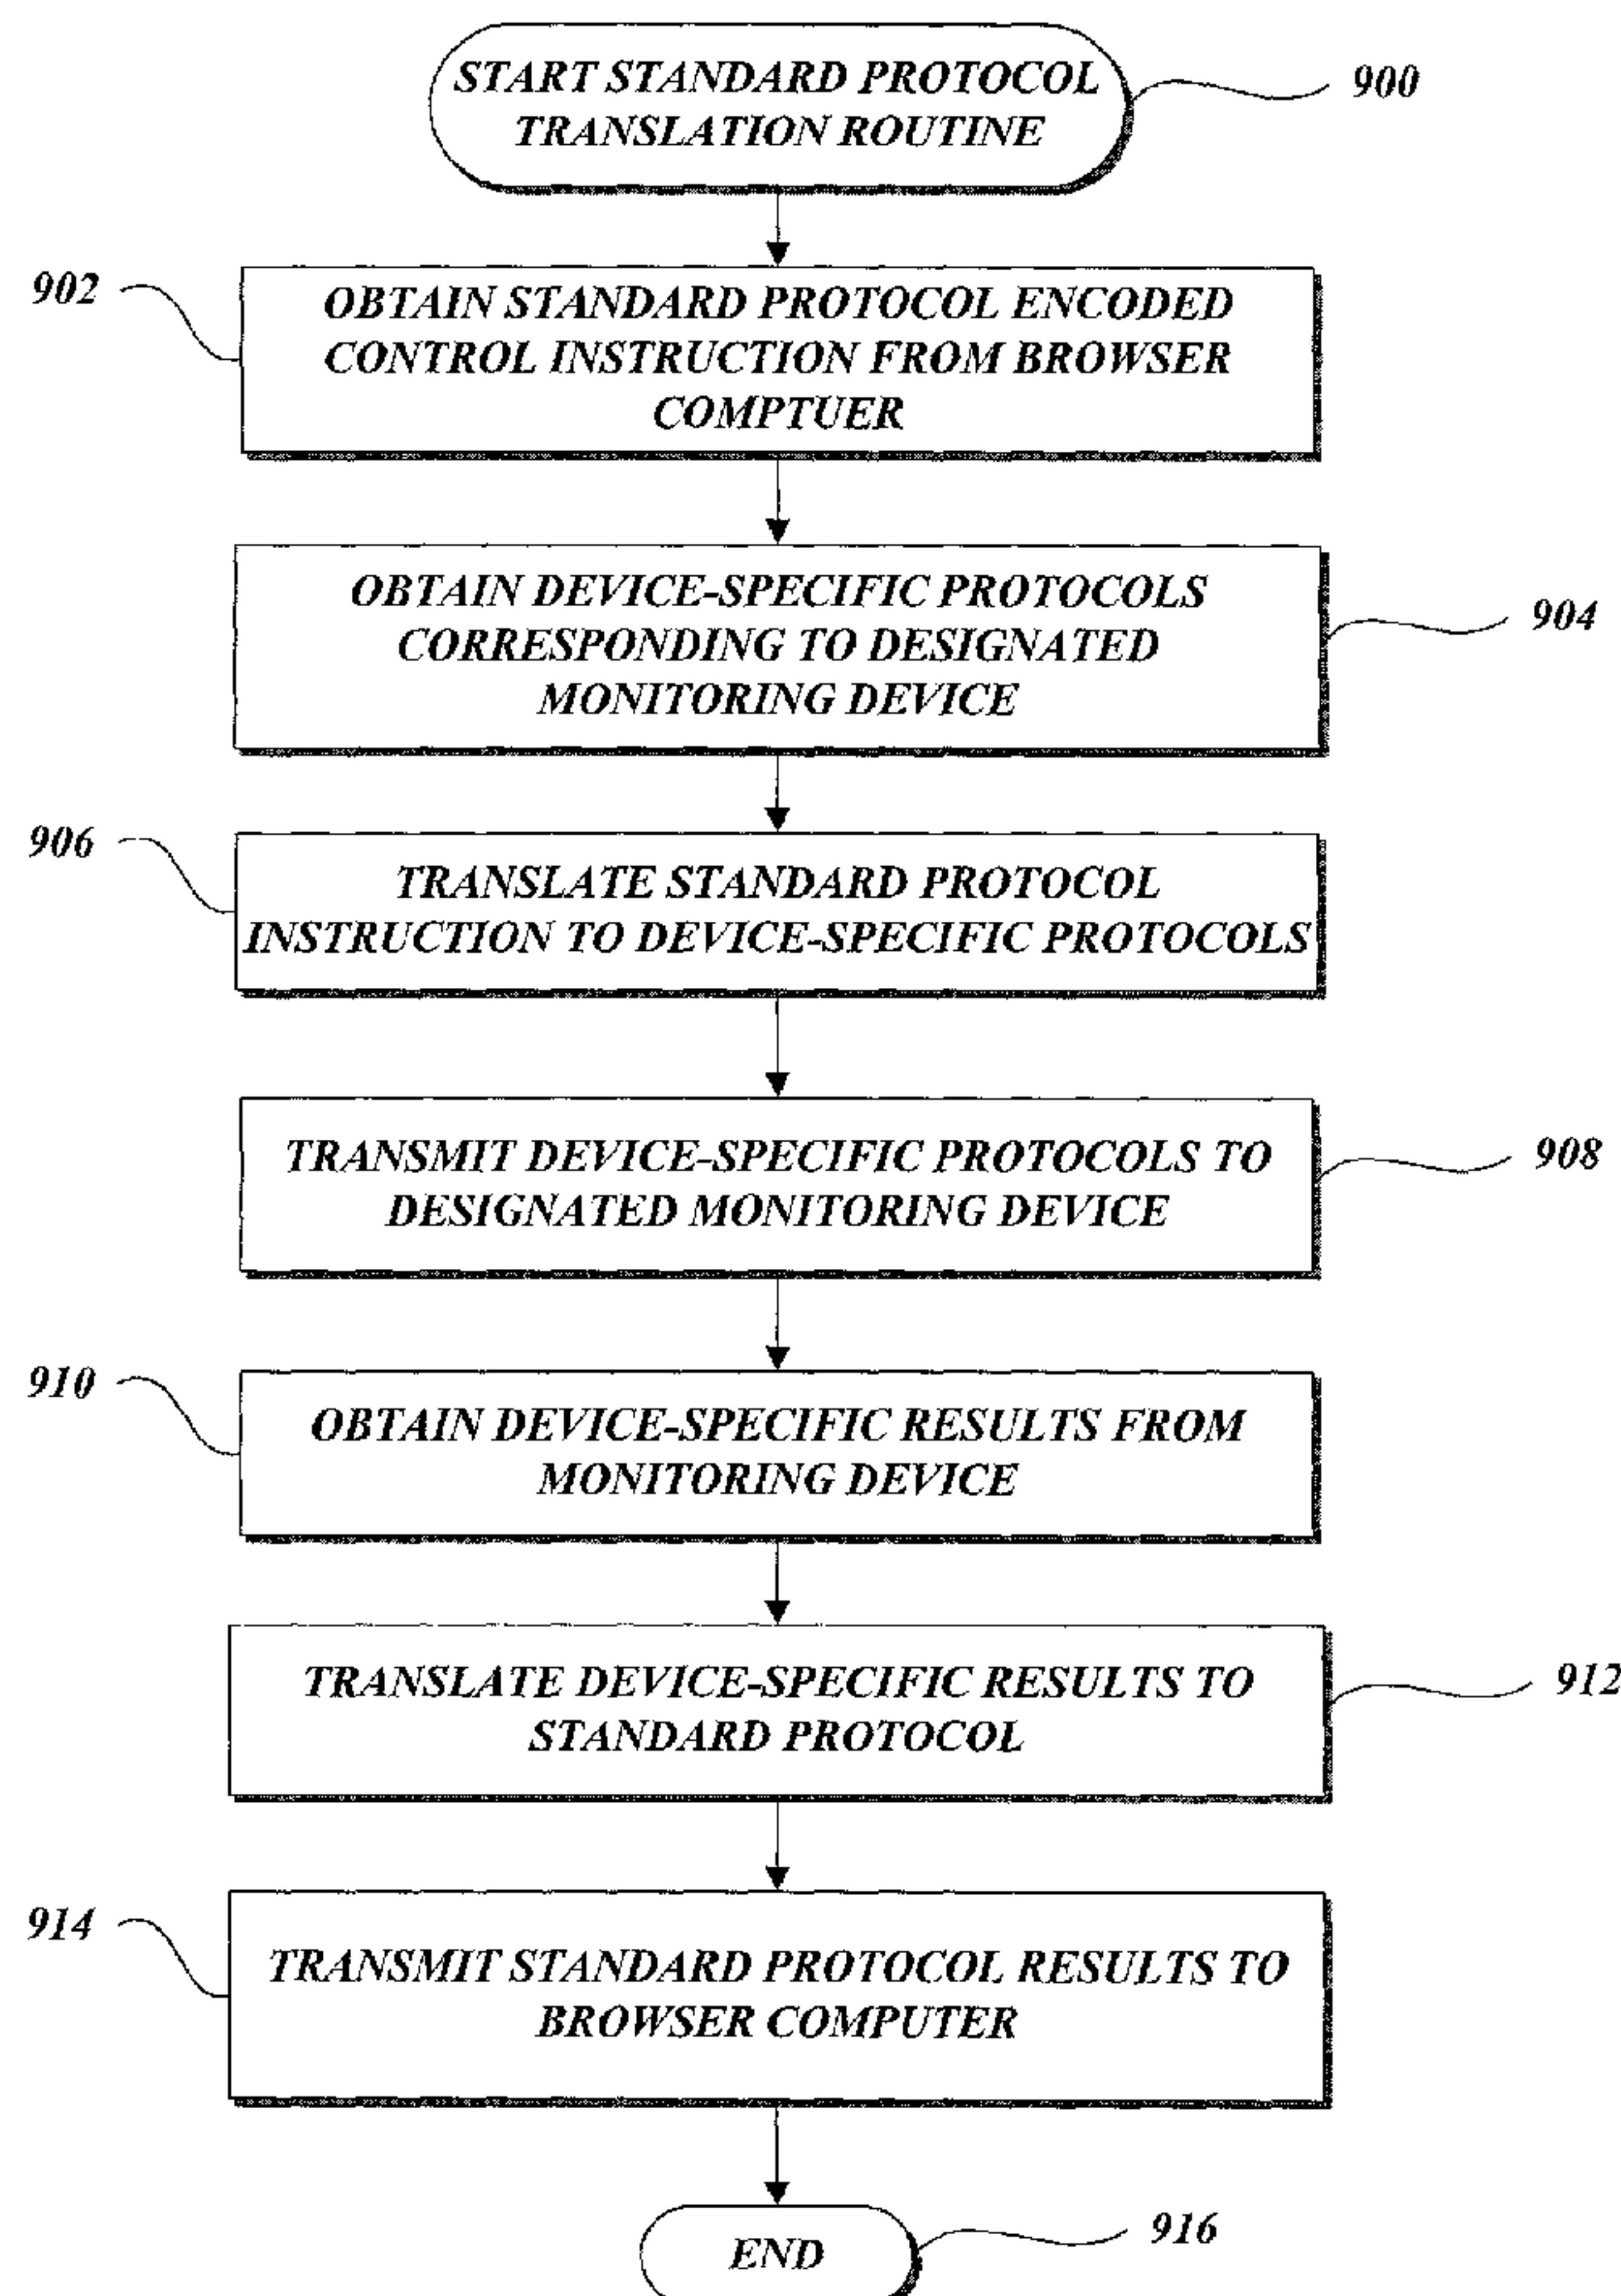 START STANDARD PROTOCOL
TRANSLATION ROUTINE
900
902
OBTAIN STANDARD PROTOCOL ENCODED
CONTROL INSTRUCTION FROM BROWSER
COMPTUER
OBTAIN DEVICE-SPECIFIC PROTOCOLS
CORRESPONDING TO DESIGNATED
MONITORING DEVICE
904
906
TRANSLATE STANDARD PROTOCOL
INSTRUCTION TO DEVICE-SPECIFIC PROTOCOLS
TRANSMIT DEVICE-SPECIFIC PROTOCOLS TO
DESIGNATED MONITORING DEVICE
908
910
OBTAIN DEVICE-SPECIFIC RESULTS FROM
MONITORING DEVICE
TRANSLATE DEVICE-SPECIFIC RESULTS TO
STANDARD PROTOCOL
912
914
TRANSMIT STANDARD PROTOCOL RESULTS TO
BROWSER COMPUTER
END
916